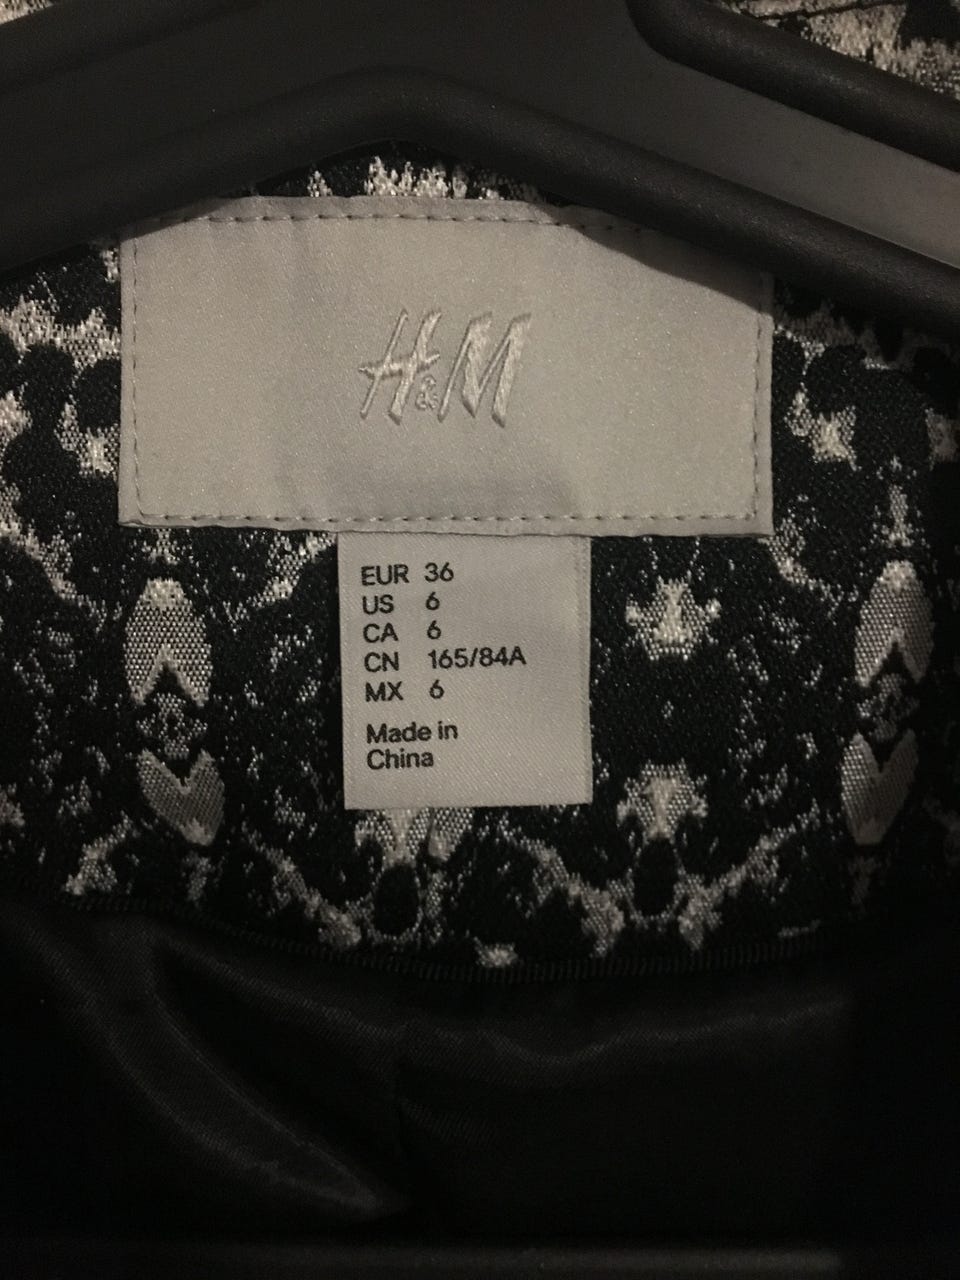 H&M
EUR 36
US 6
CA 6
CN 165/84A
MX 6
Made in
China